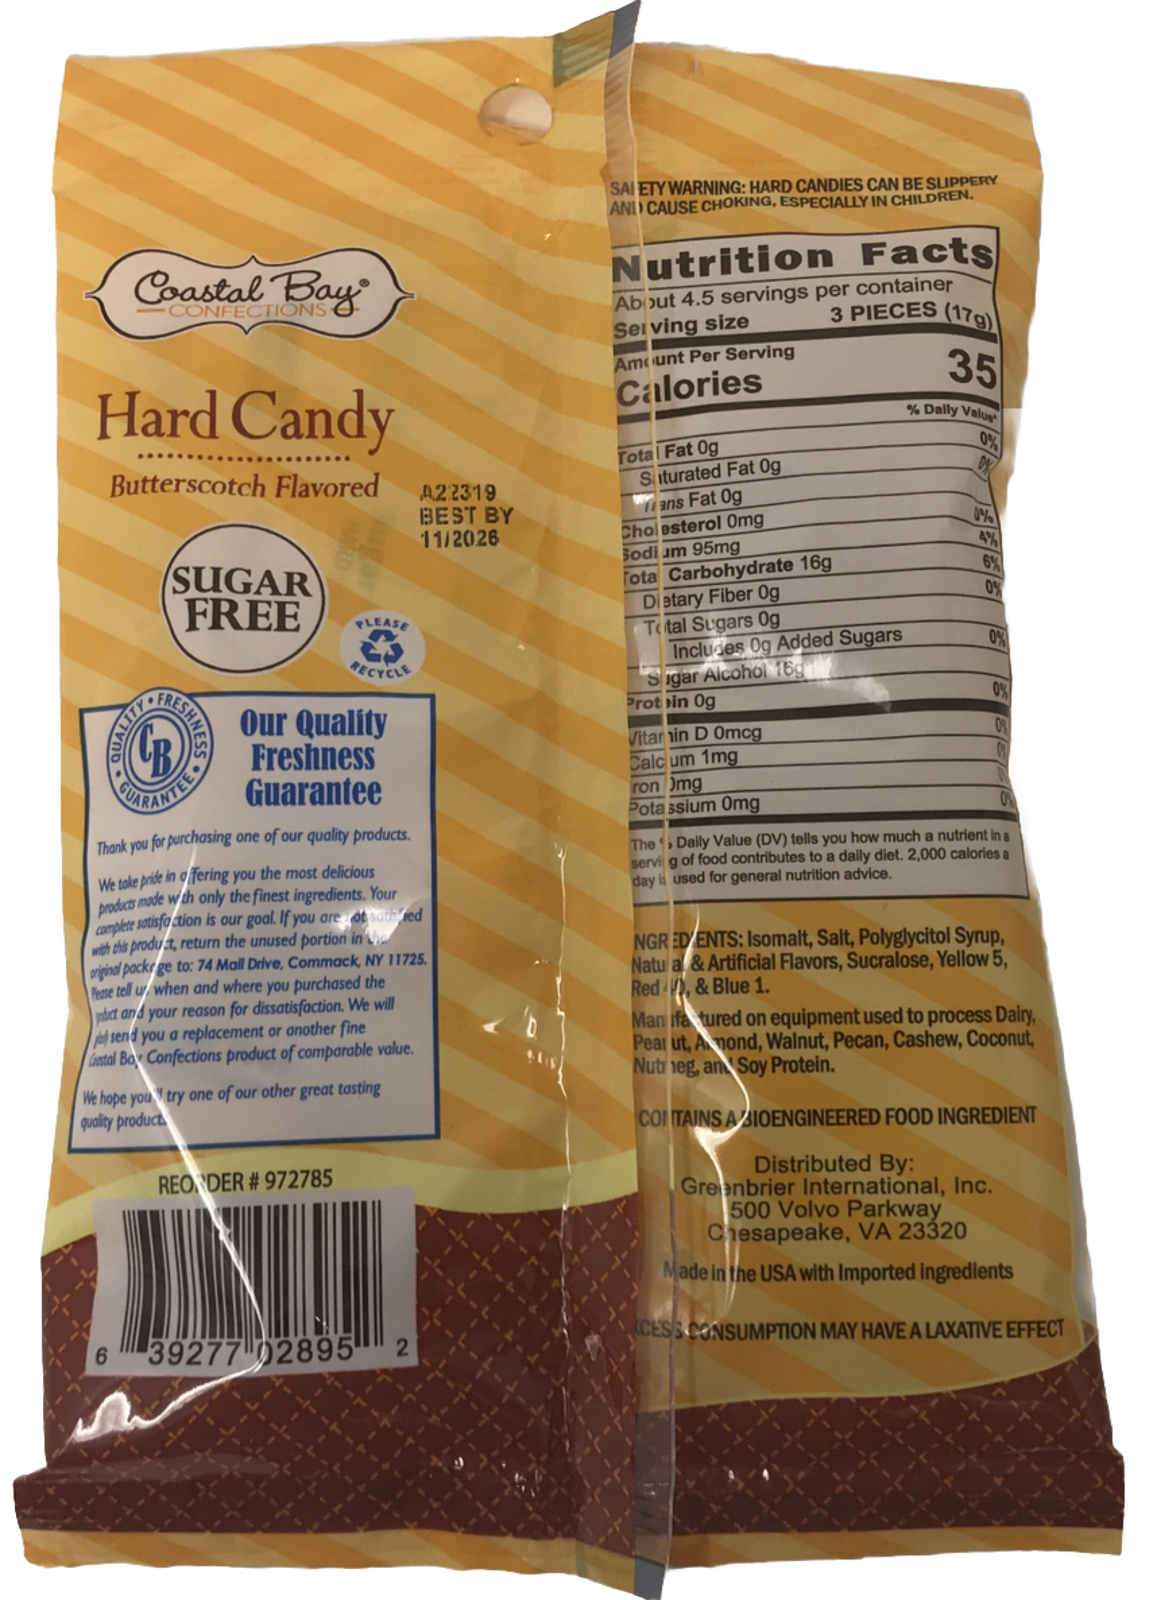 Coastal Bay®
CONFECTIONS
Hard Candy
Butterscotch Flavored
A22319
BEST BY
11/2026
SUGAR
FREE
PLEASE
RECYCLE
QUALITY • FRESHNESS • GUARANTEE •
CB
Our Quality
Freshness
Guarantee
Thank you for purchasing one of our quality products.
We take pride in offering you the most delicious
products made with only the finest ingredients. Your
complete satisfaction is our goal. If you are not satisfied
with this product, return the unused portion in the
original package to: 74 Mall Drive, Commack, NY 11725.
Please tell us when and where you purchased the
product and your reason for dissatisfaction. We will
gladly send you a replacement or another fine
Coastal Bay Confections product of comparable value.
We hope you'll try one of our other great tasting
quality products.
REORDER # 972785
6 39277 02895 2
SAFETY WARNING: HARD CANDIES CAN BE SLIPPERY
AND CAUSE CHOKING, ESPECIALLY IN CHILDREN.
Nutrition Facts
About 4.5 servings per container
Serving size 3 PIECES (17g)
Amount Per Serving
Calories 35
% Daily Value*
Total Fat 0g 0%
Saturated Fat 0g 0%
Trans Fat 0g
Cholesterol 0mg 0%
Sodium 95mg 4%
Total Carbohydrate 16g 6%
Dietary Fiber 0g 0%
Total Sugars 0g
Includes 0g Added Sugars 0%
Sugar Alcohol 16g
Protein 0g 0%
Vitamin D 0mcg 0%
Calcium 1mg 0%
Iron 0mg 0%
Potassium 0mg 0%
The % Daily Value (DV) tells you how much a nutrient in a
serving of food contributes to a daily diet. 2,000 calories a
day is used for general nutrition advice.
INGREDIENTS: Isomalt, Salt, Polyglycitol Syrup,
Natural & Artificial Flavors, Sucralose, Yellow 5,
Red 40, & Blue 1.
Manufactured on equipment used to process Dairy,
Peanut, Almond, Walnut, Pecan, Cashew, Coconut,
Nutmeg, and Soy Protein.
CONTAINS A BIOENGINEERED FOOD INGREDIENT
Distributed By:
Greenbrier International, Inc.
500 Volvo Parkway
Chesapeake, VA 23320
Made in the USA with Imported ingredients
EXCESS CONSUMPTION MAY HAVE A LAXATIVE EFFECT